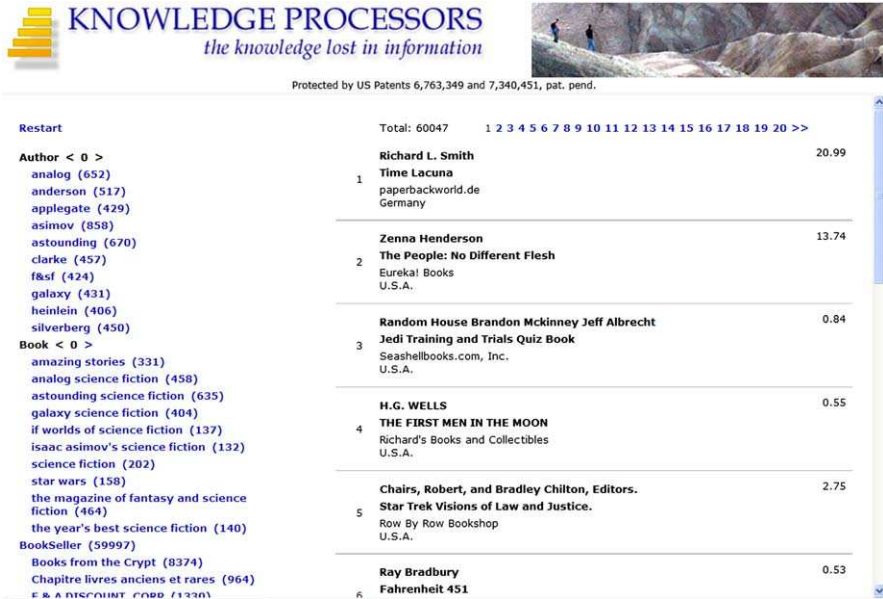 KNOWLEDGE PROCESSORS
the knowledge lost in information
Protected by US Patents 6,763,349 and 7,340,451, pat. pend.
Restart
Author < 0 >
analog (652)
anderson (517)
applegate (429)
asimov (858)
astounding (670)
clarke (457)
f&sf (424)
galaxy (431)
heinlein (406)
silverberg (450)
Book < 0 >
amazing stories (331)
analog science fiction (458)
astounding science fiction (635)
galaxy science fiction (404)
if worlds of science fiction (137)
isaac asimov's science fiction (132)
science fiction (202)
star wars (158)
the magazine of fantasy and science
fiction (464)
the year's best science fiction (140)
BookSeller (59997)
Books from the Crypt (8374)
Chapitre livres anciens et rares (964)
E & A DISCOUNT CORP (1330)
Total: 60047 1 2 3 4 5 6 7 8 9 10 11 12 13 14 15 16 17 18 19 20 >>
1
Richard L. Smith 20.99
Time Lacuna
paperbackworld.de
Germany
2
Zenna Henderson 13.74
The People: No Different Flesh
Eureka! Books
U.S.A.
3
Random House Brandon Mckinney Jeff Albrecht 0.84
Jedi Training and Trials Quiz Book
Seashellbooks.com, Inc.
U.S.A.
4
H.G. WELLS 0.55
THE FIRST MEN IN THE MOON
Richard's Books and Collectibles
U.S.A.
5
Chairs, Robert, and Bradley Chilton, Editors. 2.75
Star Trek Visions of Law and Justice.
Row By Row Bookshop
U.S.A.
6
Ray Bradbury 0.53
Fahrenheit 451